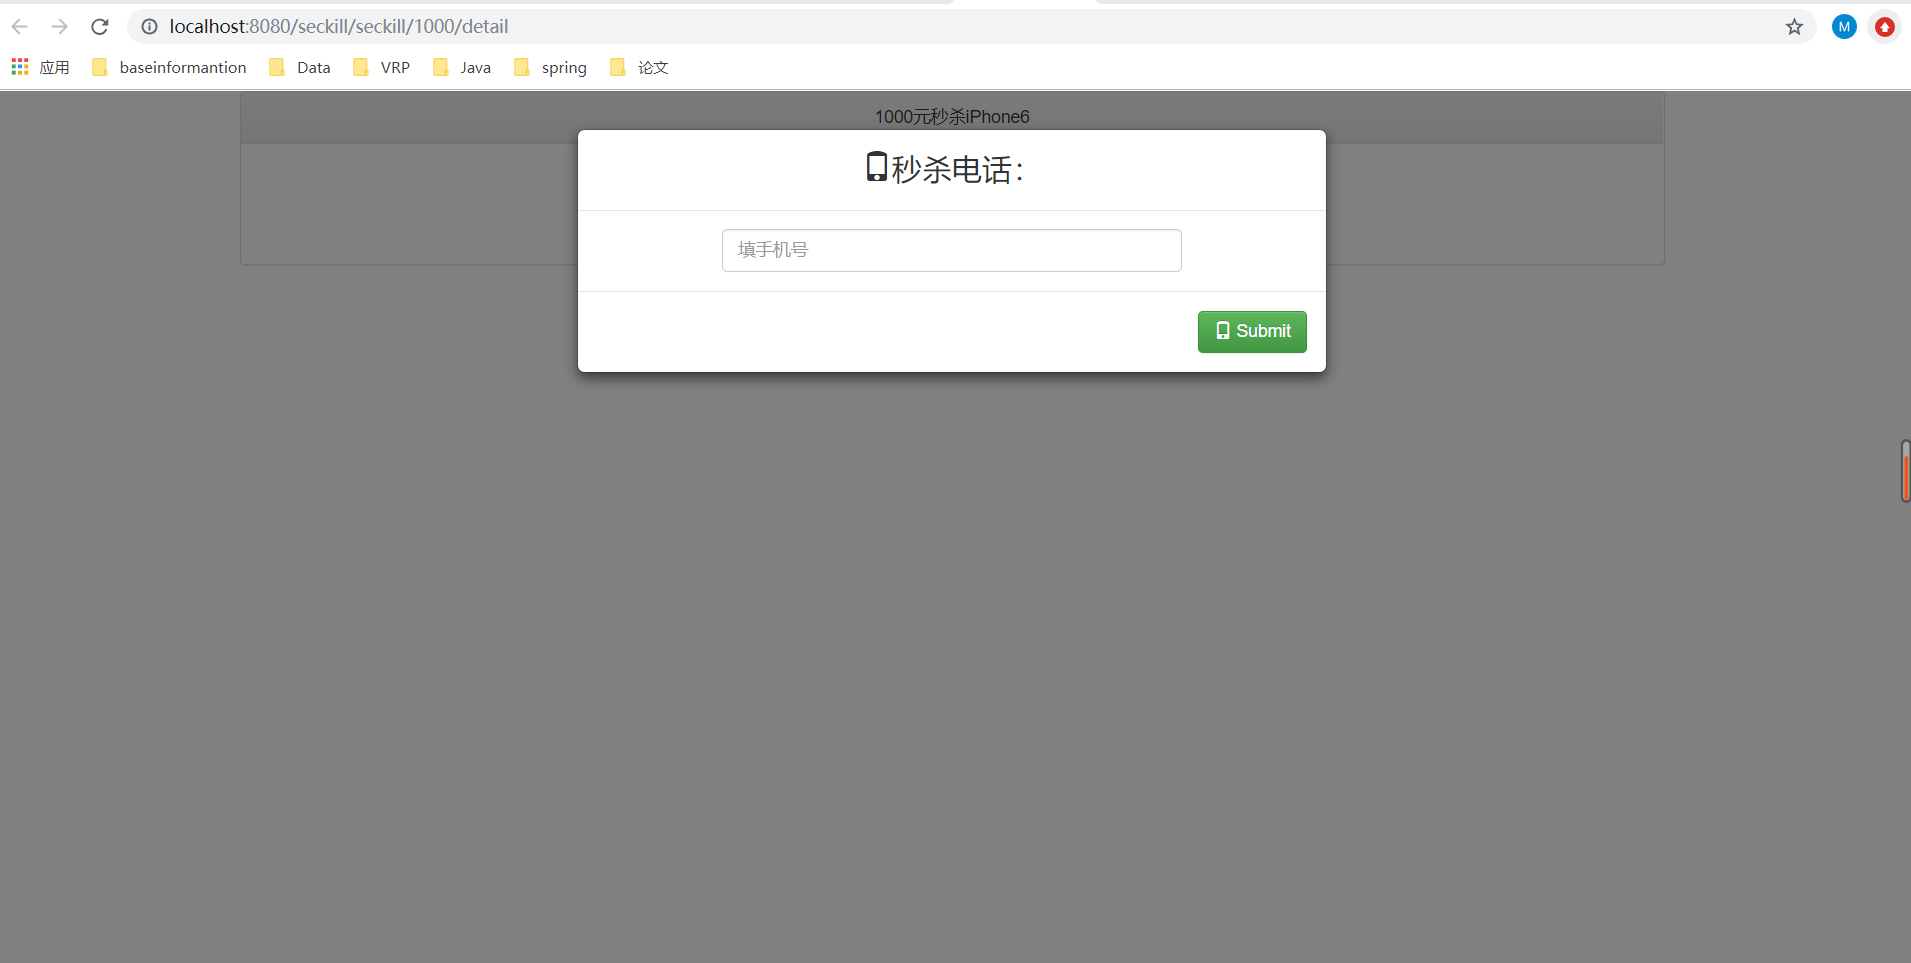 localhost:8080/seckill/seckill/1000/detail
M
应用 baseinformantion Data VRP Java spring 论文
1000元秒杀iPhone6
秒杀电话：
填手机号
Submit